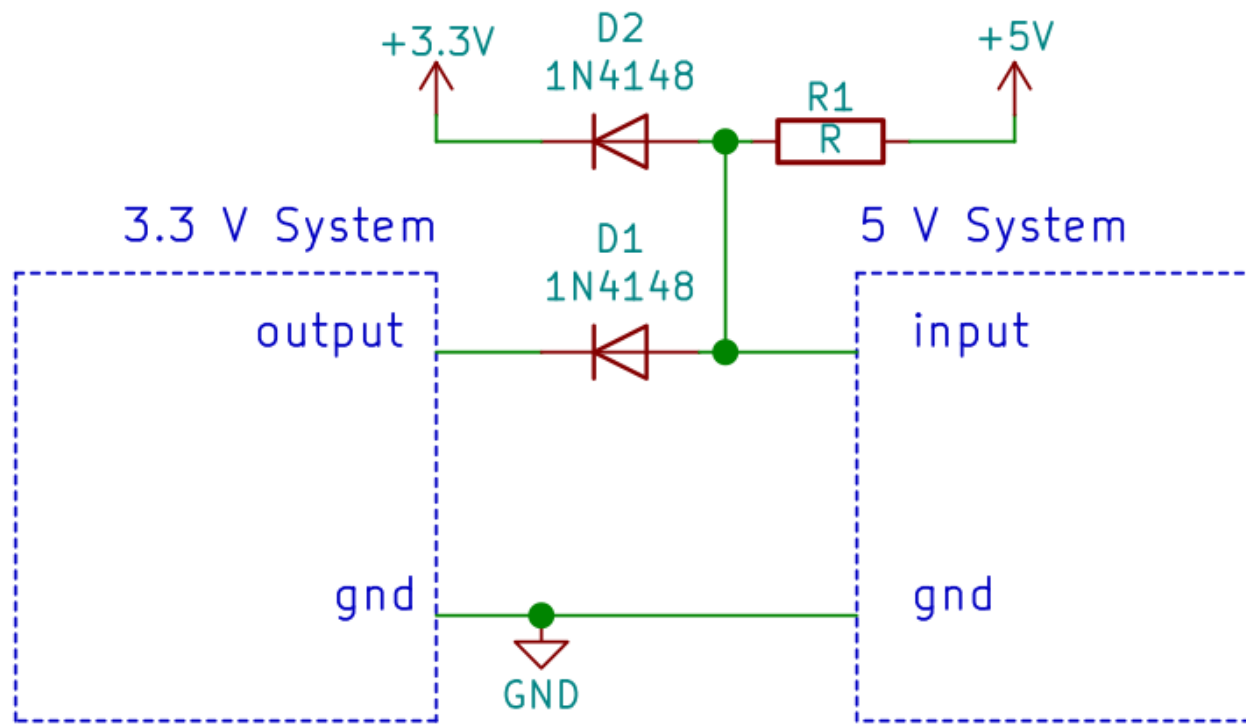 +3.3V
D2
1N4148
+5V
R1
R
3.3 V System
D1
1N4148
5 V System
output
input
gnd
gnd
GND